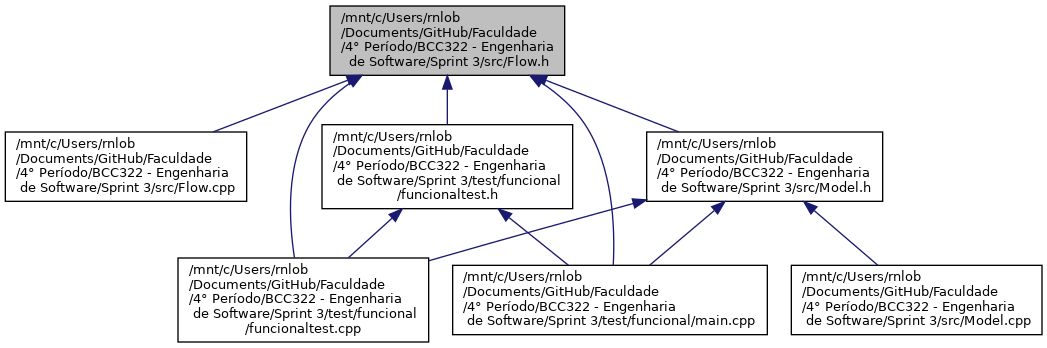 /mnt/c/Users/rnlob
/Documents/GitHub/Faculdade
/4° Período/BCC322 - Engenharia
de Software/Sprint 3/src/Flow.h
/mnt/c/Users/rnlob
/Documents/GitHub/Faculdade
/4° Período/BCC322 - Engenharia
de Software/Sprint 3/src/Flow.cpp
/mnt/c/Users/rnlob
/Documents/GitHub/Faculdade
/4° Período/BCC322 - Engenharia
de Software/Sprint 3/test/funcional
/funcionaltest.h
/mnt/c/Users/rnlob
/Documents/GitHub/Faculdade
/4° Período/BCC322 - Engenharia
de Software/Sprint 3/src/Model.h
/mnt/c/Users/rnlob
/Documents/GitHub/Faculdade
/4° Período/BCC322 - Engenharia
de Software/Sprint 3/test/funcional
/funcionaltest.cpp
/mnt/c/Users/rnlob
/Documents/GitHub/Faculdade
/4° Período/BCC322 - Engenharia
de Software/Sprint 3/test/funcional/main.cpp
/mnt/c/Users/rnlob
/Documents/GitHub/Faculdade
/4° Período/BCC322 - Engenharia
de Software/Sprint 3/src/Model.cpp